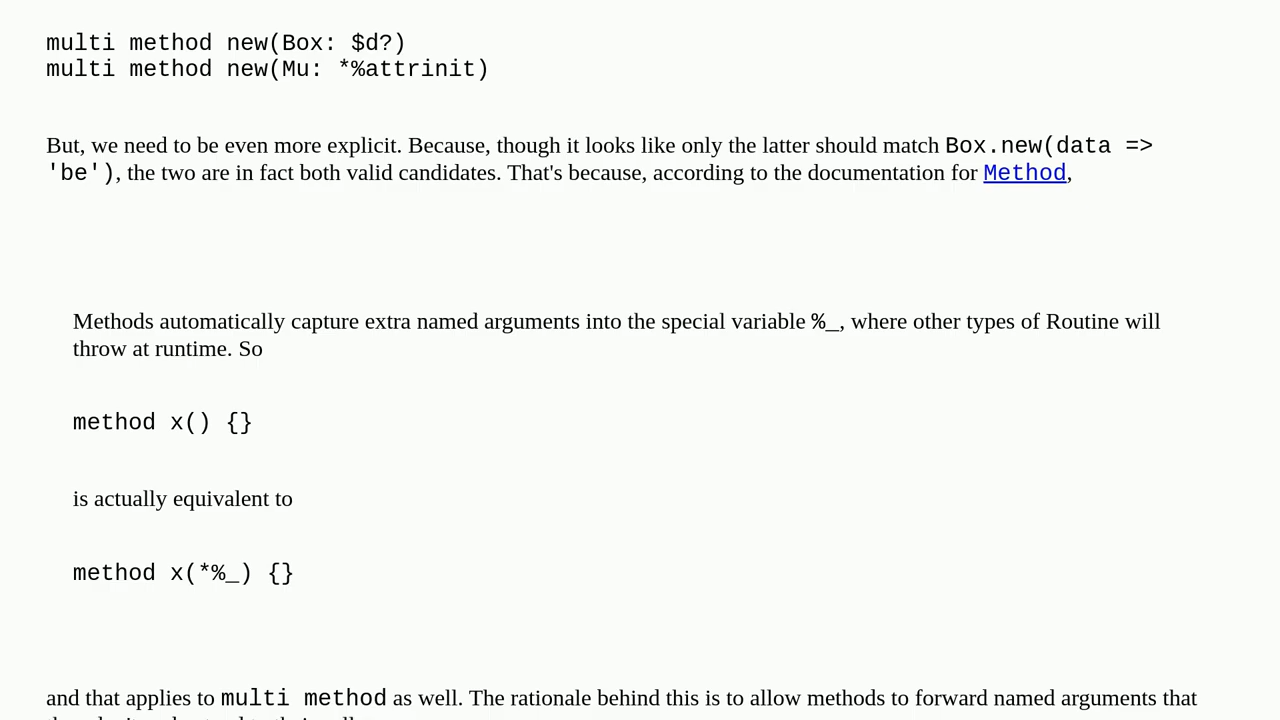 multi method new(Box: $d?)
multi method new(Mu: *%attrinit)
But, we need to be even more explicit. Because, though it looks like only the latter should match Box.new(data =>
'be'), the two are in fact both valid candidates. That's because, according to the documentation for Method,
Methods automatically capture extra named arguments into the special variable %_, where other types of Routine will
throw at runtime. So
method x() {}
is actually equivalent to
method x(*%_) {}
and that applies to multi method as well. The rationale behind this is to allow methods to forward named arguments that